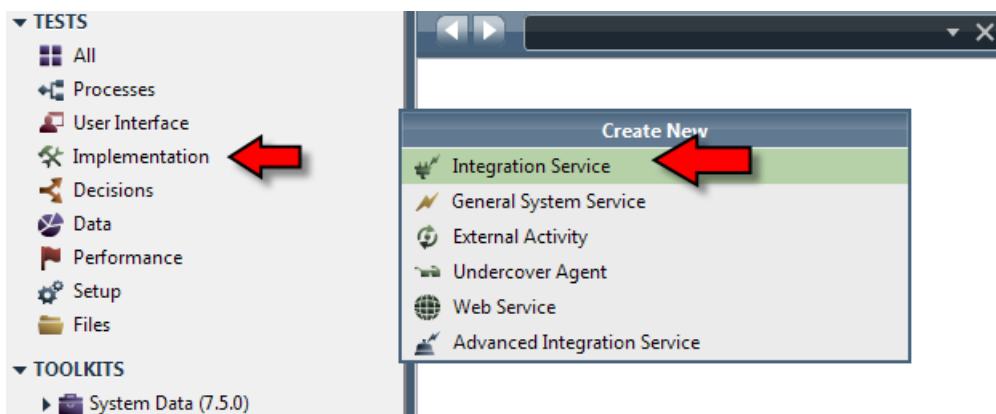 TESTS
All
Processes
User Interface
Implementation
Decisions
Data
Performance
Setup
Files
TOOLKITS
System Data (7.5.0)
Create New
Integration Service
General System Service
External Activity
Undercover Agent
Web Service
Advanced Integration Service